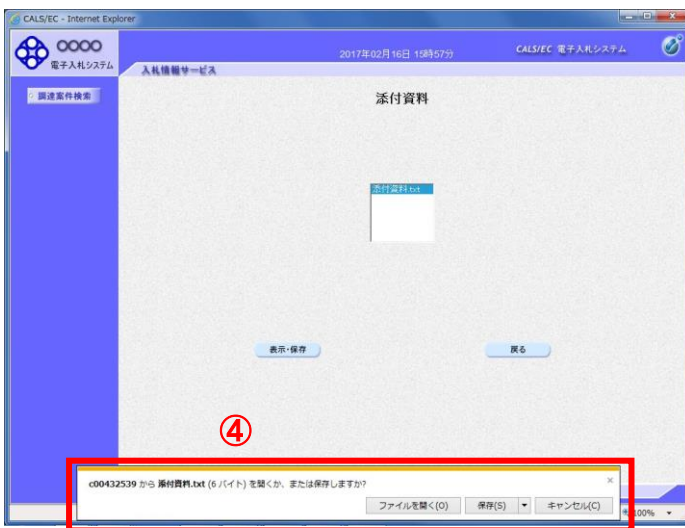 CALS/EC - Internet Explorer
OOOO
電子入札システム
2017年02月16日 15時57分
CALS/EC 電子入札システム
入札情報サービス
調達案件検索
添付資料
添付資料.txt
表示・保存
戻る
④
c00432539 から 添付資料.txt (6 バイト) を開くか、または保存しますか?
×
ファイルを開く(O)
保存(S)
キャンセル(C)
100%